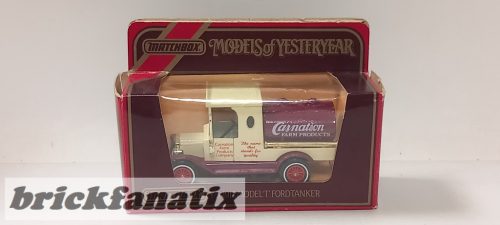 MATCHBOX
MODELS of YESTERYEAR
Carnation
FARM PRODUCTS
Carnation
Farm
Products
Company
The name
that
stands for
quality
MODEL 'T' FORD TANKER
brickfanatix